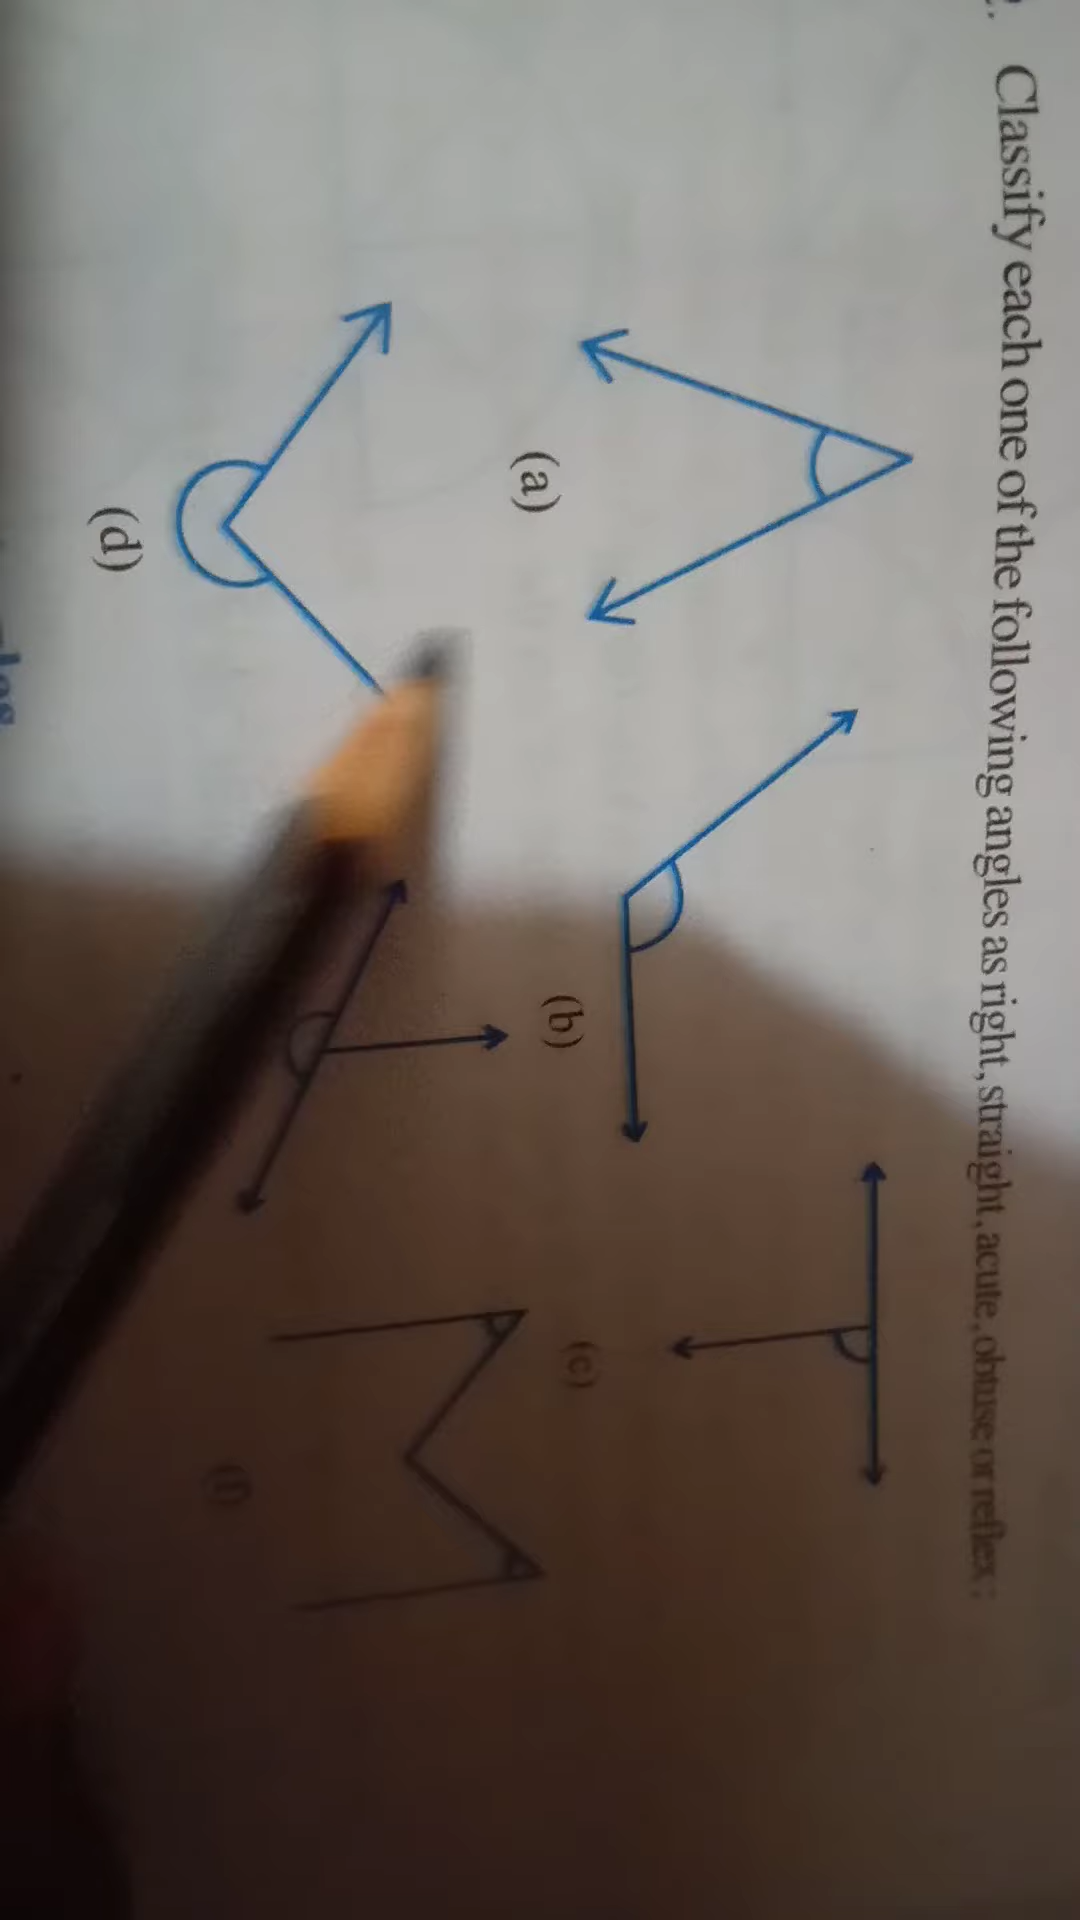 Classify each one of the following angles as right, straight, acute, obtuse or reflex :
(a)
(b)
(c)
(d)
(f)